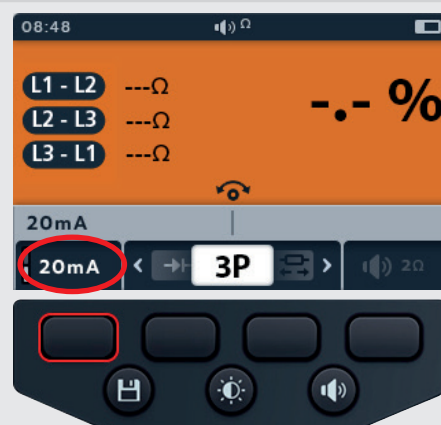 08:48 Ω
L1 - L2 ---Ω
-.- %
L2 - L3 ---Ω
L3 - L1 ---Ω
20mA
20mA < 3P > 2Ω